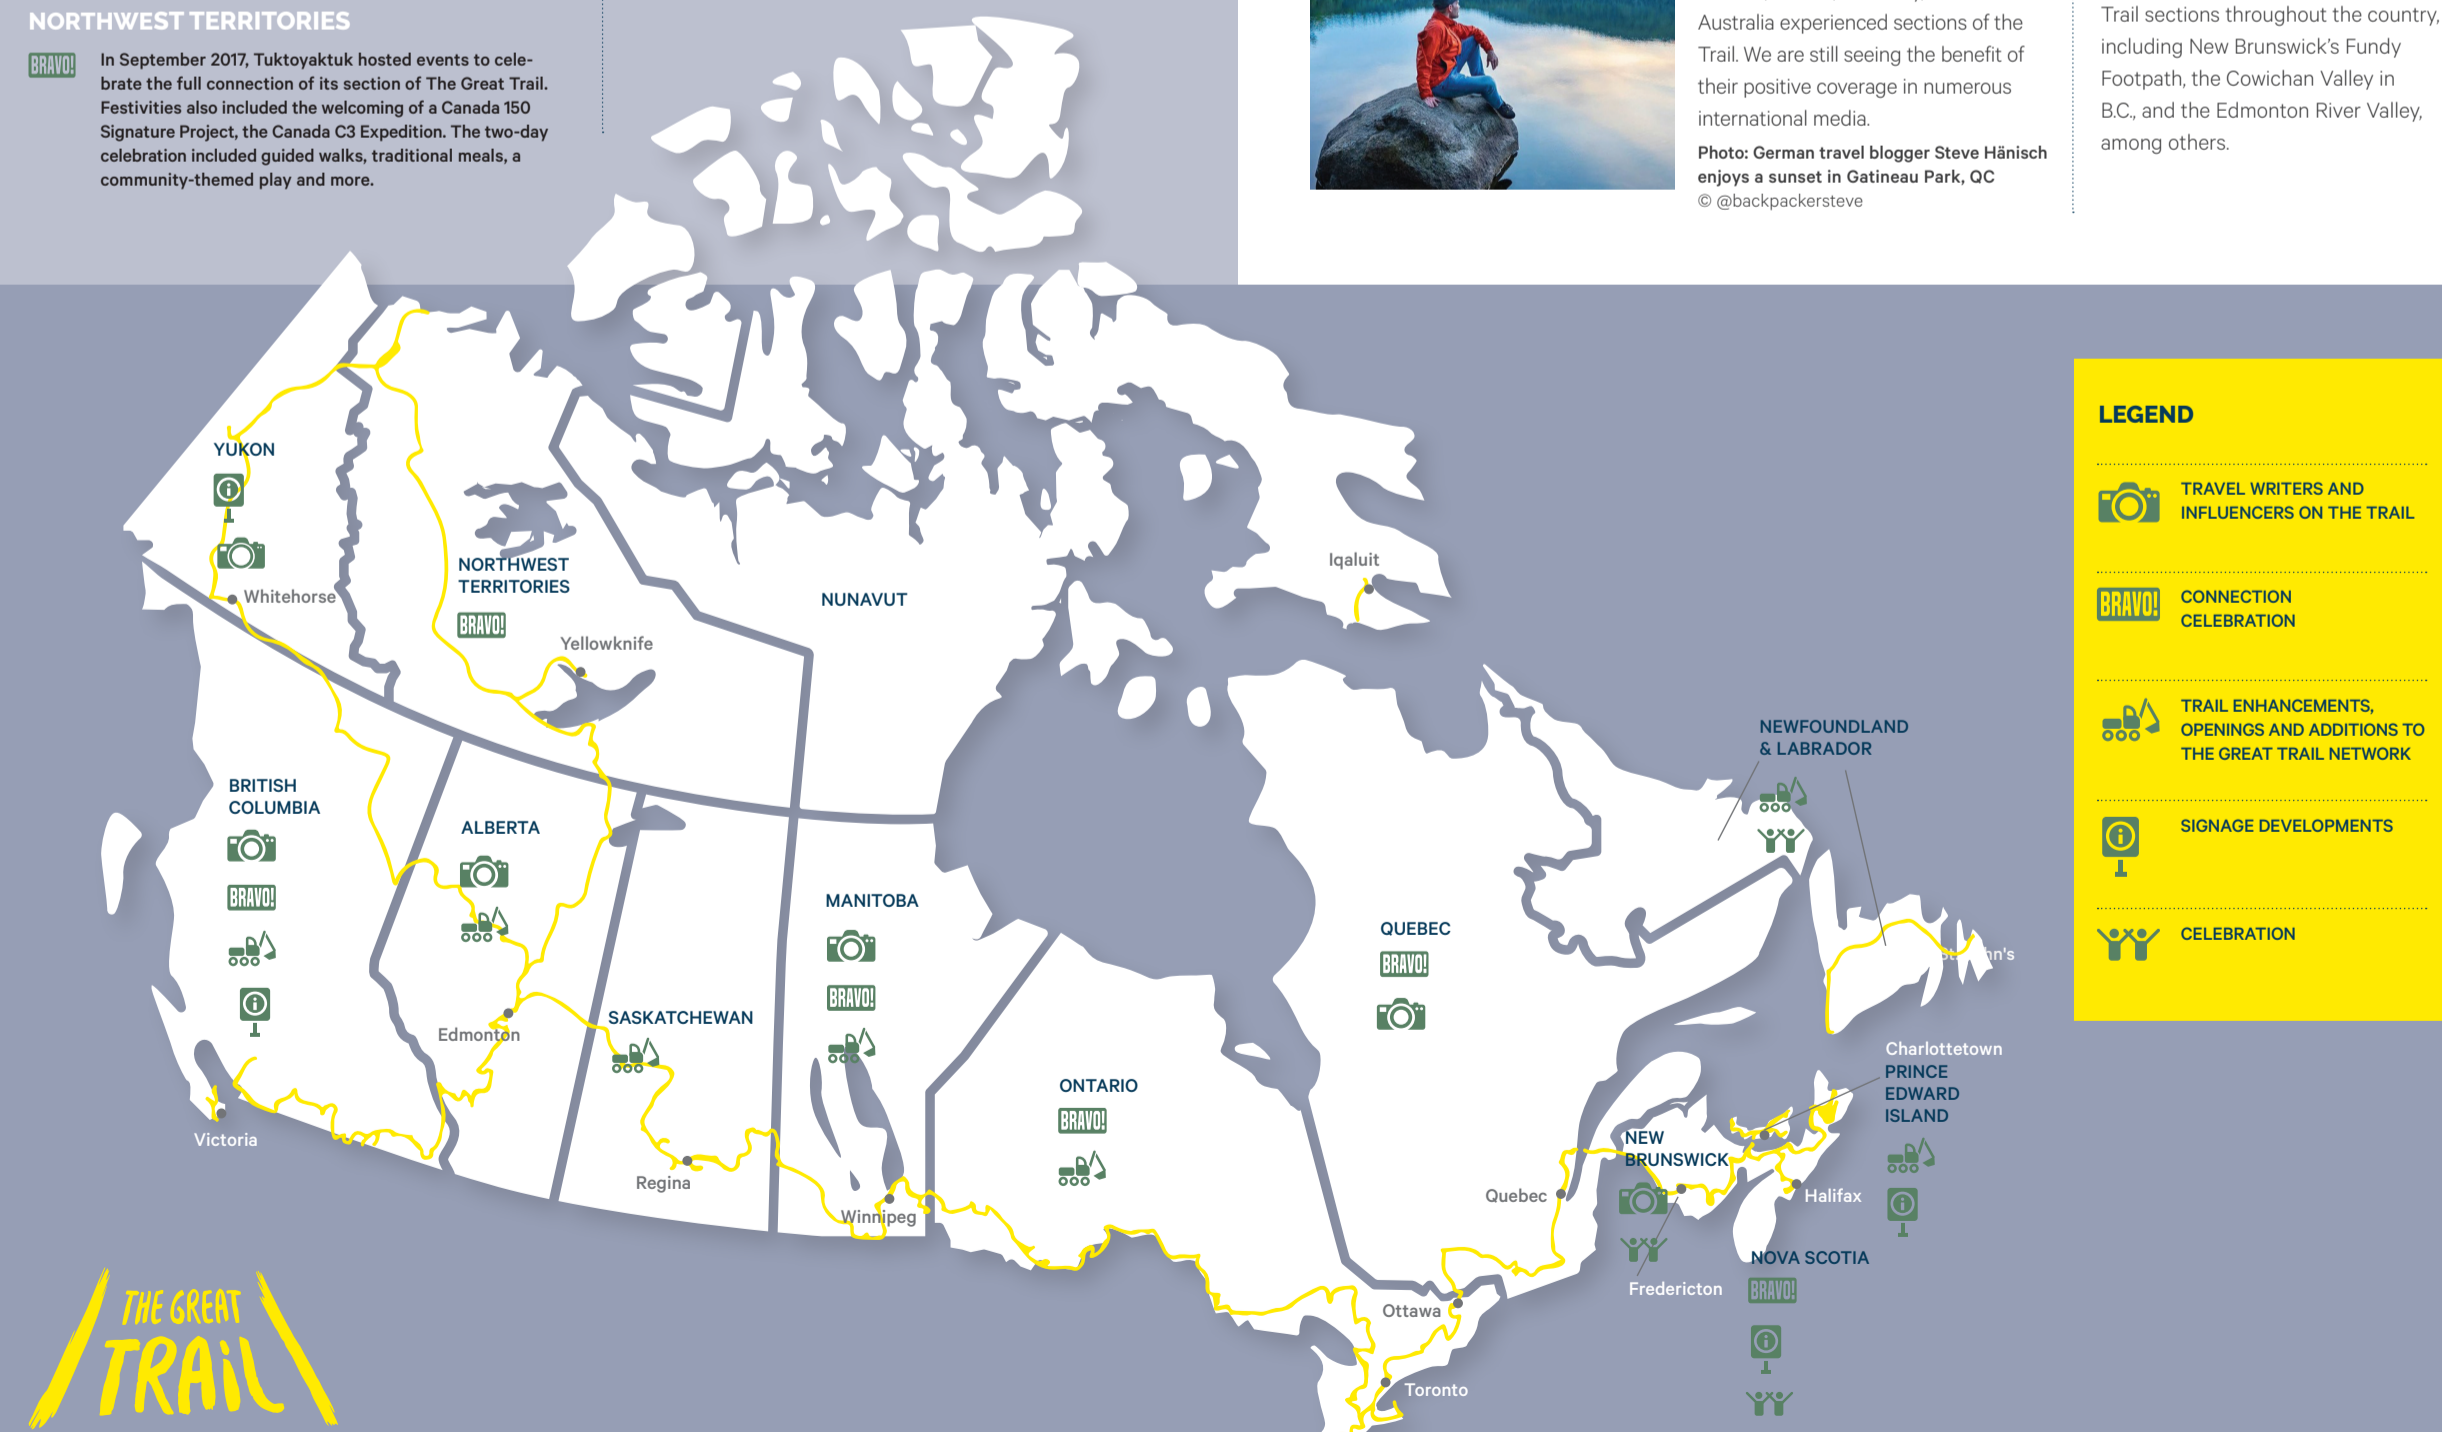 NORTHWEST TERRITORIES
BRAVO!
In September 2017, Tuktoyaktuk hosted events to cele-
brate the full connection of its section of The Great Trail.
Festivities also included the welcoming of a Canada 150
Signature Project, the Canada C3 Expedition. The two-day
celebration included guided walks, traditional meals, a
community-themed play and more.
Australia experienced sections of the
Trail. We are still seeing the benefit of
their positive coverage in numerous
international media.
Photo: German travel blogger Steve Hänisch
enjoys a sunset in Gatineau Park, QC
© @backpackersteve
Trail sections throughout the country,
including New Brunswick's Fundy
Footpath, the Cowichan Valley in
B.C., and the Edmonton River Valley,
among others.
YUKON
Whitehorse
NORTHWEST
TERRITORIES
BRAVO!
Yellowknife
NUNAVUT
Iqaluit
BRITISH
COLUMBIA
BRAVO!
Victoria
ALBERTA
Edmonton
SASKATCHEWAN
Regina
MANITOBA
BRAVO!
Winnipeg
ONTARIO
BRAVO!
Ottawa
Toronto
QUEBEC
BRAVO!
Quebec
NEWFOUNDLAND
& LABRADOR
Charlottetown
PRINCE
EDWARD
ISLAND
NEW
BRUNSWICK
Fredericton
Halifax
NOVA SCOTIA
BRAVO!
LEGEND
TRAVEL WRITERS AND
INFLUENCERS ON THE TRAIL
BRAVO!
CONNECTION
CELEBRATION
TRAIL ENHANCEMENTS,
OPENINGS AND ADDITIONS TO
THE GREAT TRAIL NETWORK
SIGNAGE DEVELOPMENTS
CELEBRATION
THE GREAT
TRAIL